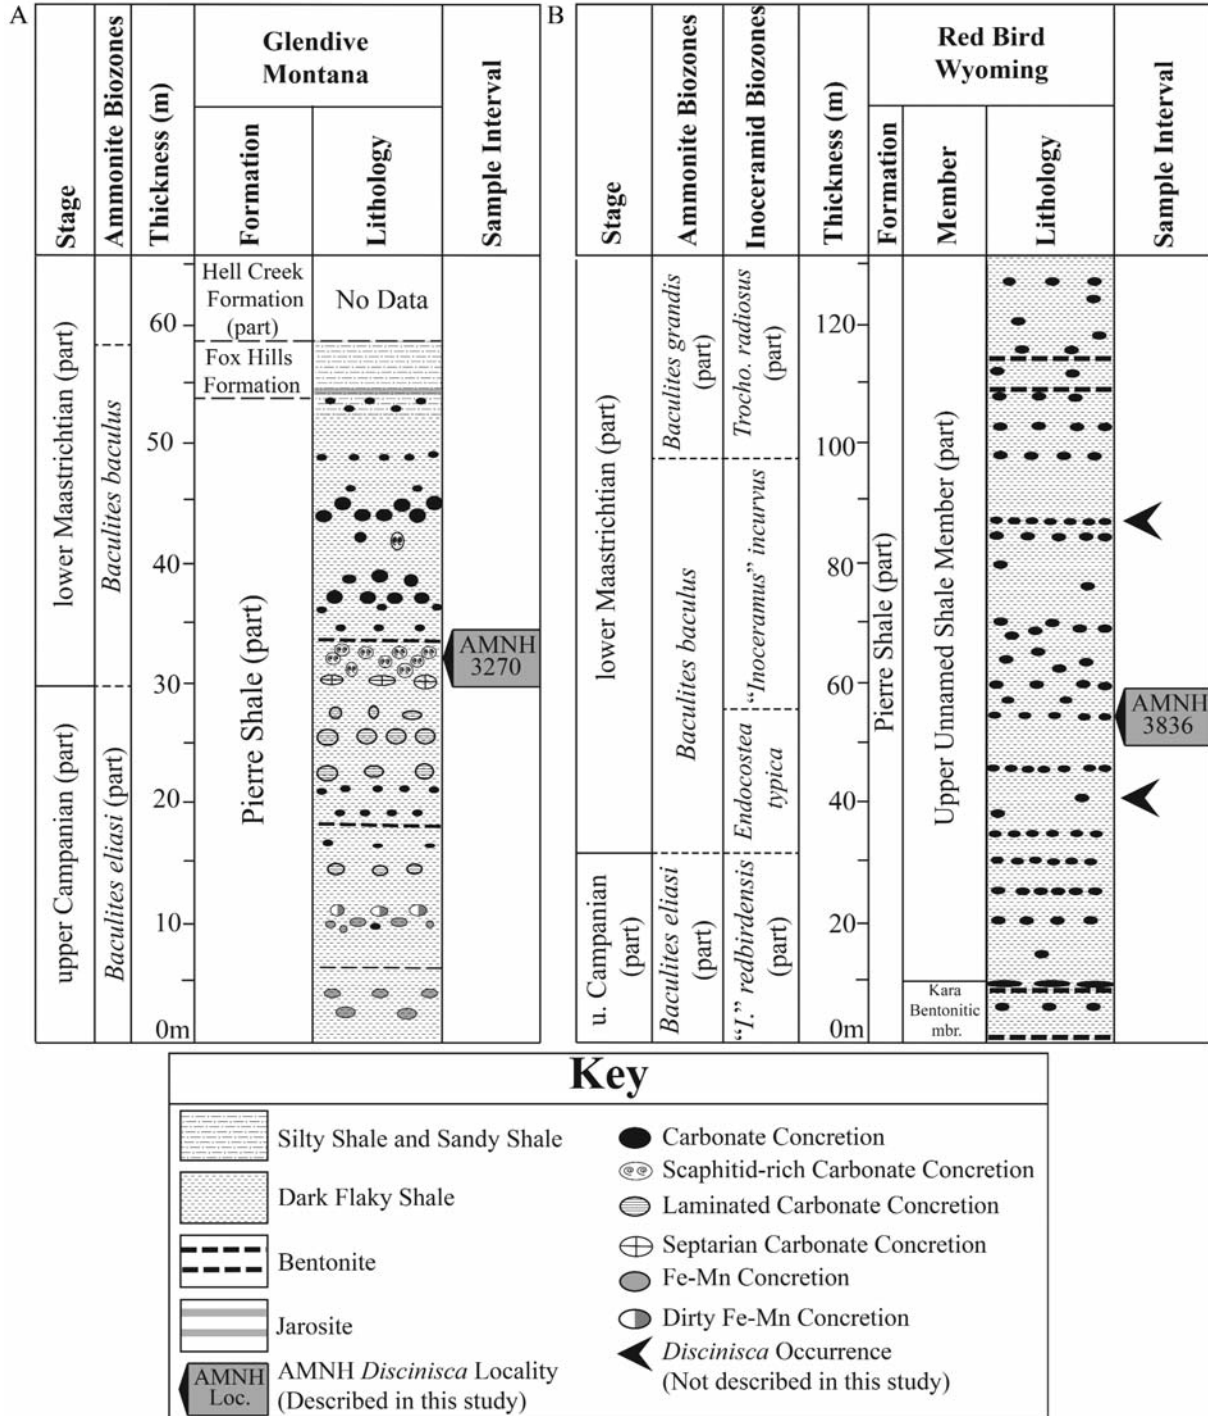 A
Stage
Ammonite Biozones
Thickness (m)
Glendive
Montana
Formation
Lithology
Sample Interval
lower Maastrichtian (part)
upper Campanian (part)
Baculites baculus
Baculites eliasi (part)
60
50
40
30
20
10
0m
Hell Creek
Formation
(part)
Fox Hills
Formation
Pierre Shale (part)
No Data
AMNH
3270
B
Stage
Ammonite Biozones
Inoceramid Biozones
Thickness (m)
Red Bird
Wyoming
Formation
Member
Lithology
Sample Interval
lower Maastrichtian (part)
u. Campanian
(part)
Baculites grandis
(part)
Baculites baculus
Baculites eliasi
(part)
Trocho. radiosus
(part)
“Inoceramus” incurvus
Endocostea
typica
“I.” redbirdensis
(part)
120
100
80
60
40
20
0m
Pierre Shale (part)
Upper Unnamed Shale Member (part)
Kara
Bentonitic
mbr.
AMNH
3836
Key
Silty Shale and Sandy Shale
Dark Flaky Shale
Bentonite
Jarosite
AMNH
Loc.
AMNH Discinisca Locality
(Described in this study)
Carbonate Concretion
Scaphitid-rich Carbonate Concretion
Laminated Carbonate Concretion
Septarian Carbonate Concretion
Fe-Mn Concretion
Dirty Fe-Mn Concretion
Discinisca Occurrence
(Not described in this study)